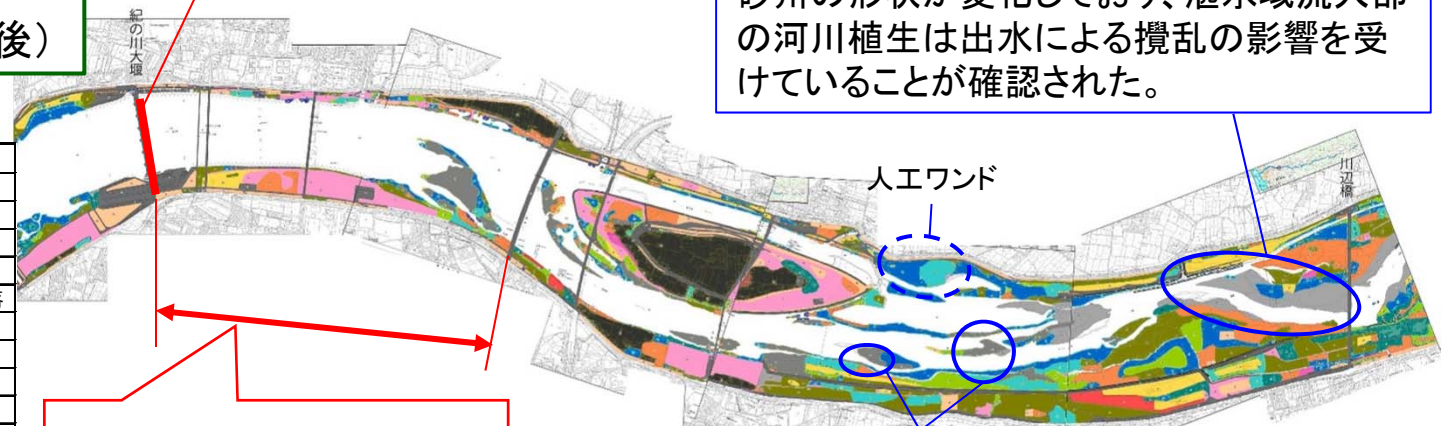 後）
紀の川大堰
砂州の形状が変化しており、湛水域流入部
の河川植生は出水による攪乱の影響を受
けていることが確認された。
人工ワンド
川辺橋